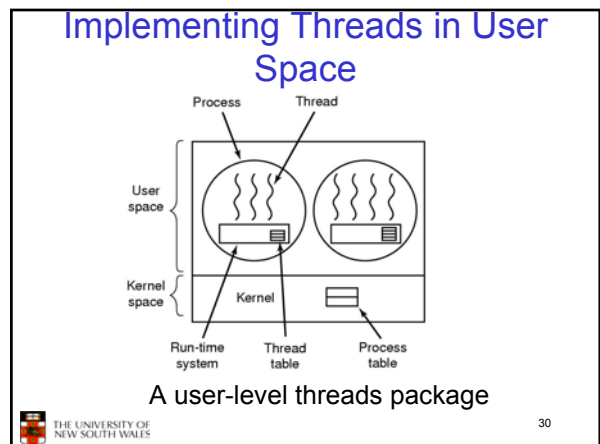 Implementing Threads in User
Space
Process
Thread
User
space
Kernel
space
Kernel
Run-time
system
Thread
table
Process
table
A user-level threads package
THE UNIVERSITY OF
NEW SOUTH WALES
30